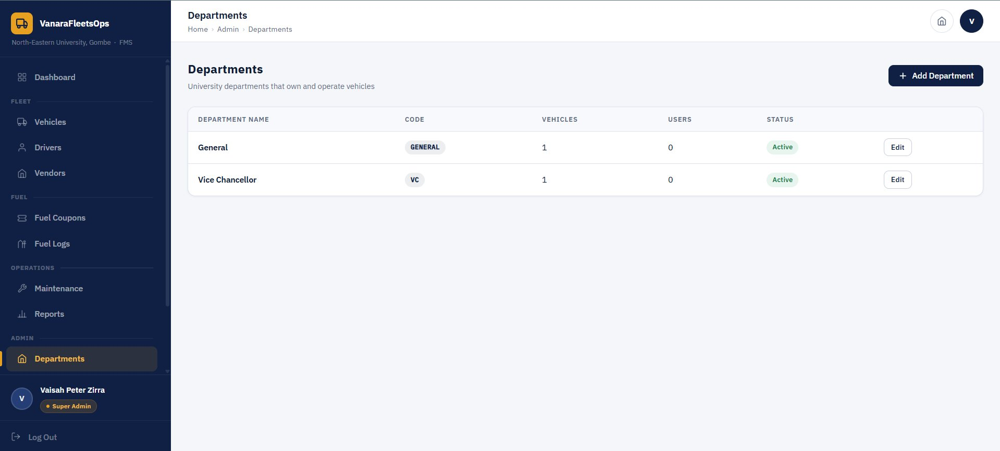 VanaraFleetsOps
North-Eastern University, Gombe · FMS
Dashboard
FLEET
Vehicles
Drivers
Vendors
FUEL
Fuel Coupons
Fuel Logs
OPERATIONS
Maintenance
Reports
ADMIN
Departments
V
Vaisah Peter Zirra
Super Admin
Log Out
Departments
Home › Admin › Departments
V
Departments
University departments that own and operate vehicles
+ Add Department
DEPARTMENT NAME CODE VEHICLES USERS STATUS
General GENERAL 1 0 Active Edit
Vice Chancellor VC 1 0 Active Edit